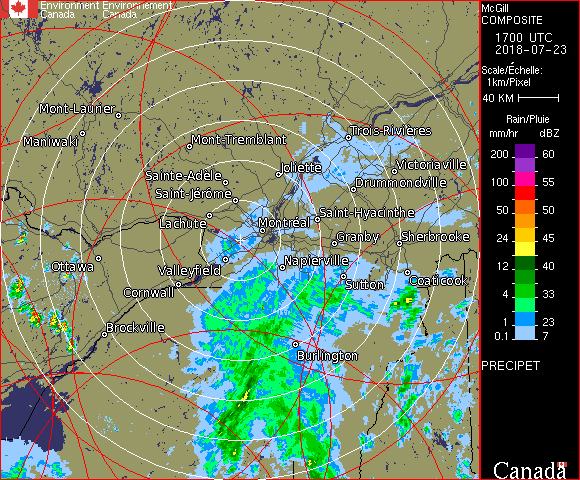 Environment Environnement
Canada Canada
McGill
COMPOSITE
1700 UTC
2018-07-23
Scale/Échelle:
1km/Pixel
40 KM
Rain/Pluie
mm/hr dBZ
200 60
100 55
50 50
24 45
12 40
4 33
1 23
0.1 7
PRECIPET
Canada
Mont-Laurier
Maniwaki
Mont-Tremblant
Trois-Rivières
Joliette
Victoriaville
Sainte-Adèle
Drummondville
Saint-Jérôme
Lachute
Saint-Hyacinthe
Montréal
Granby
Sherbrooke
Ottawa
Valleyfield
Napierville
Cornwall
Sutton
Coaticook
Brockville
Burlington